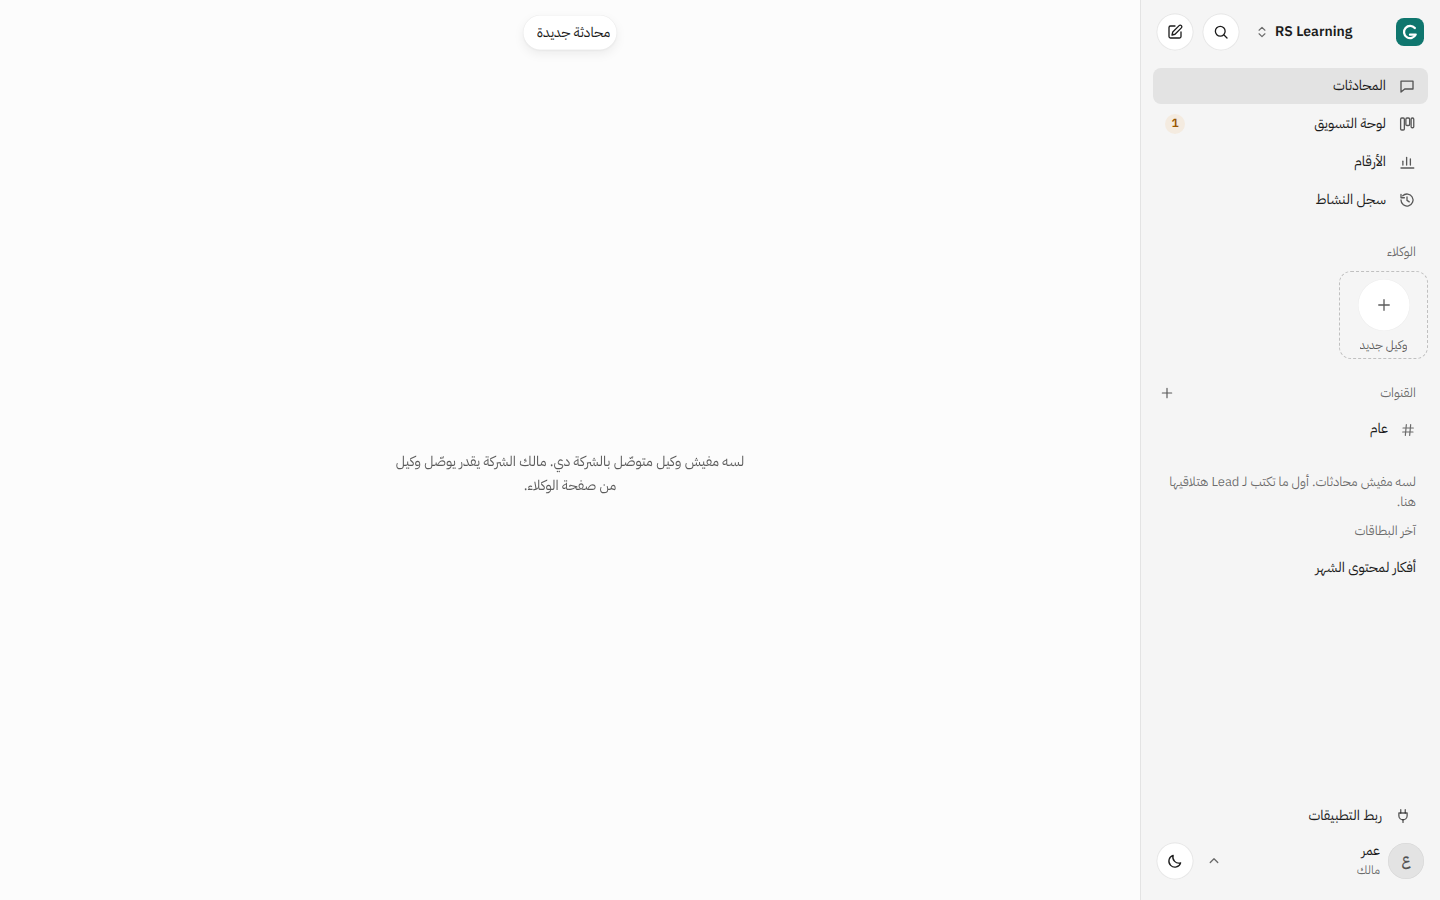 RS Learning
المحادثات
لوحة التسويق
1
الأرقام
سجل النشاط
الوكلاء
وكيل جديد
القنوات
عام
لسه مفيش محادثات. أول ما تكتب لـ Lead هتلاقيها
هنا.
آخر البطاقات
أفكار لمحتوى الشهر
ربط التطبيقات
ع
عمر
مالك
محادثة جديدة
لسه مفيش وكيل متوصّل بالشركة دي. مالك الشركة يقدر يوصّل وكيل
من صفحة الوكلاء.